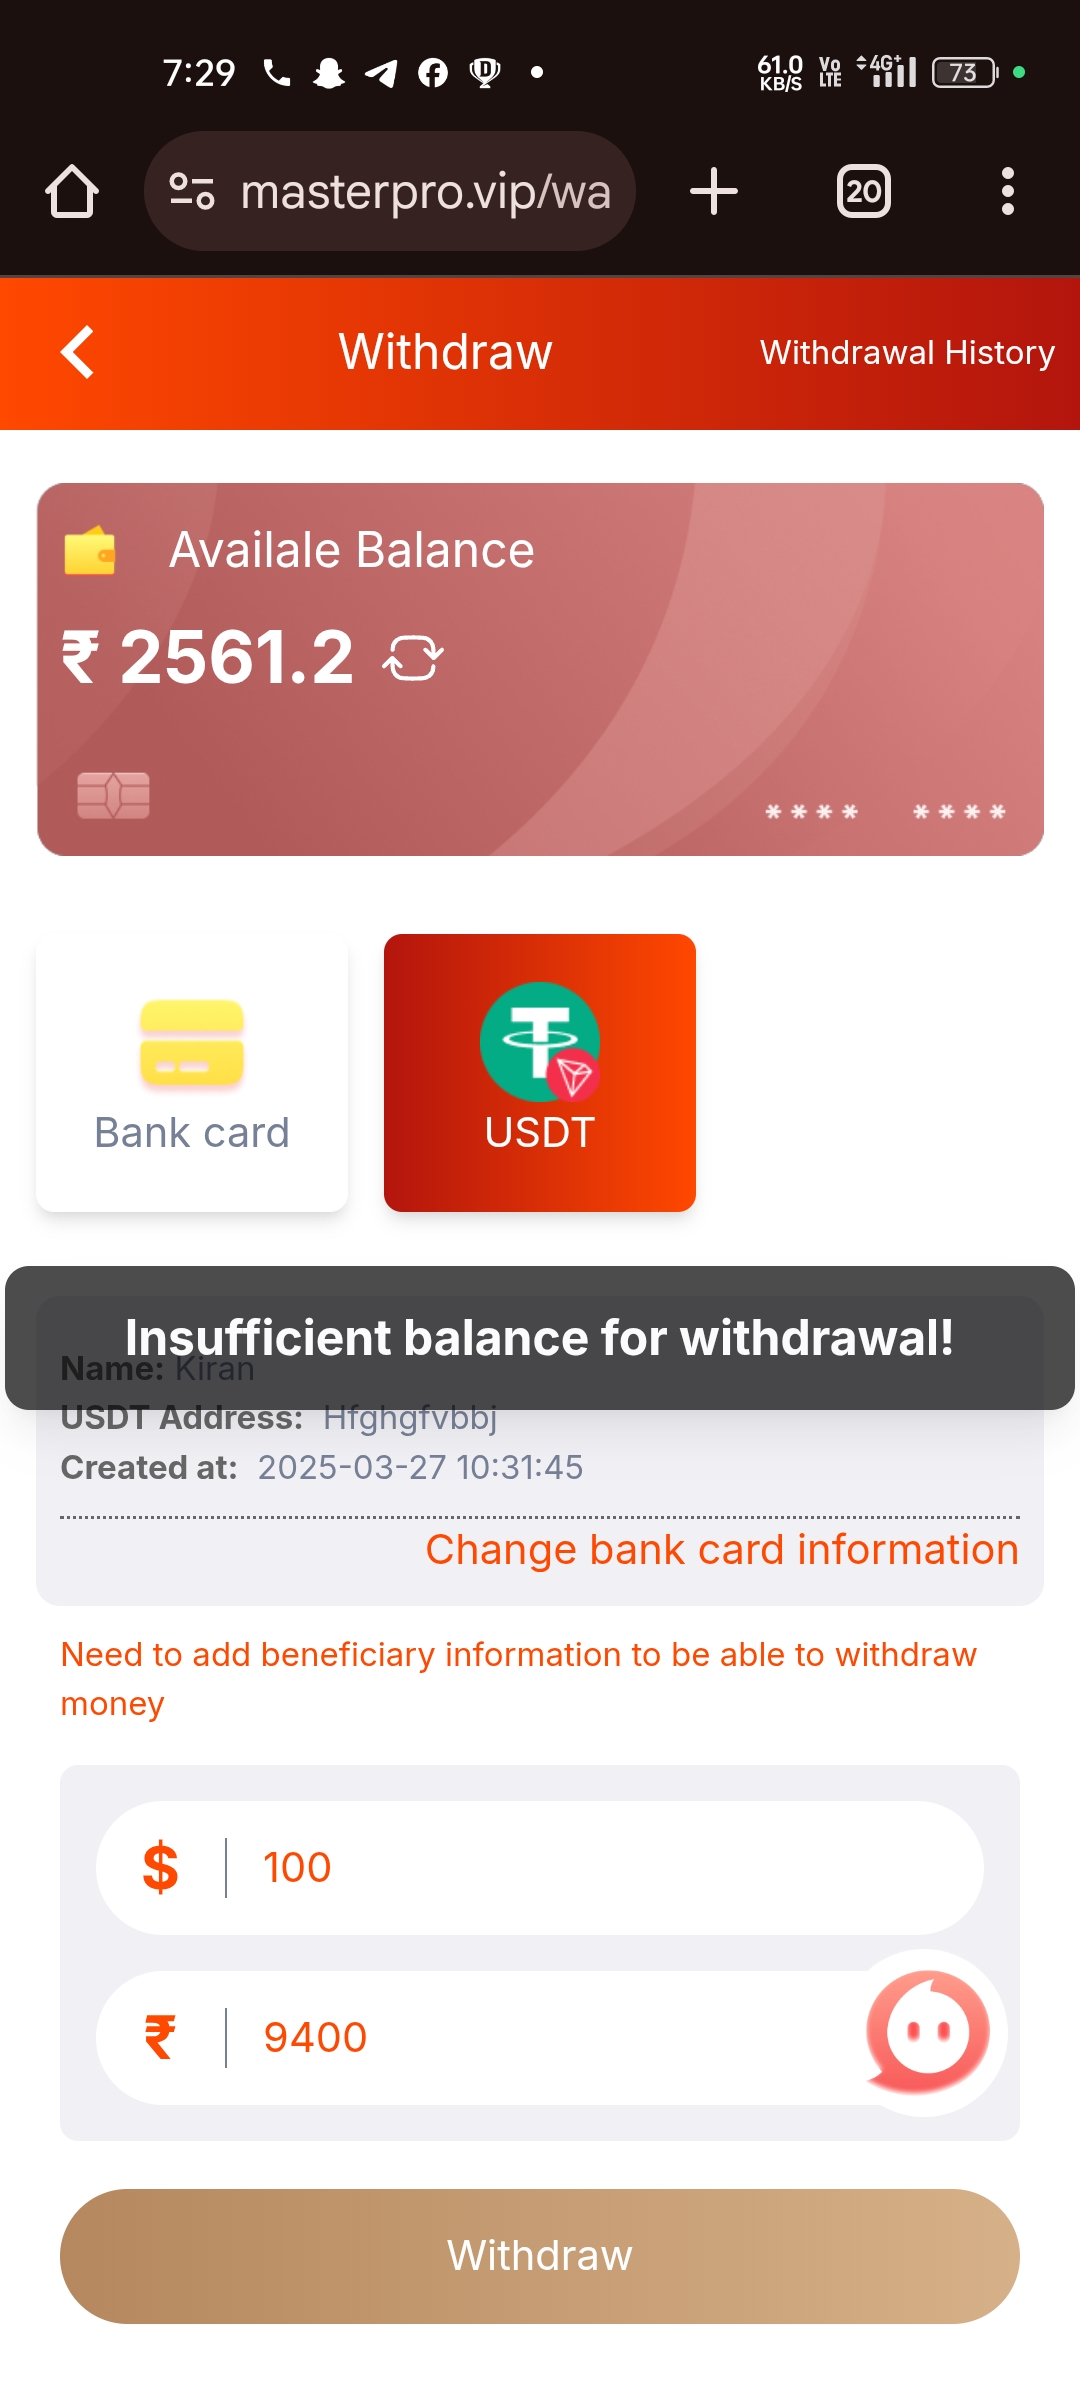 7:29
61.0 KB/S Vo LTE 4G+ 73
masterpro.vip/wa
20
Withdraw
Withdrawal History
Availale Balance
₹ 2561.2
**** ****
Bank card
USDT
Insufficient balance for withdrawal!
Name: Kiran
USDT Address: Hfghgfvbbj
Created at: 2025-03-27 10:31:45
Change bank card information
Need to add beneficiary information to be able to withdraw
money
$ 100
₹ 9400
Withdraw